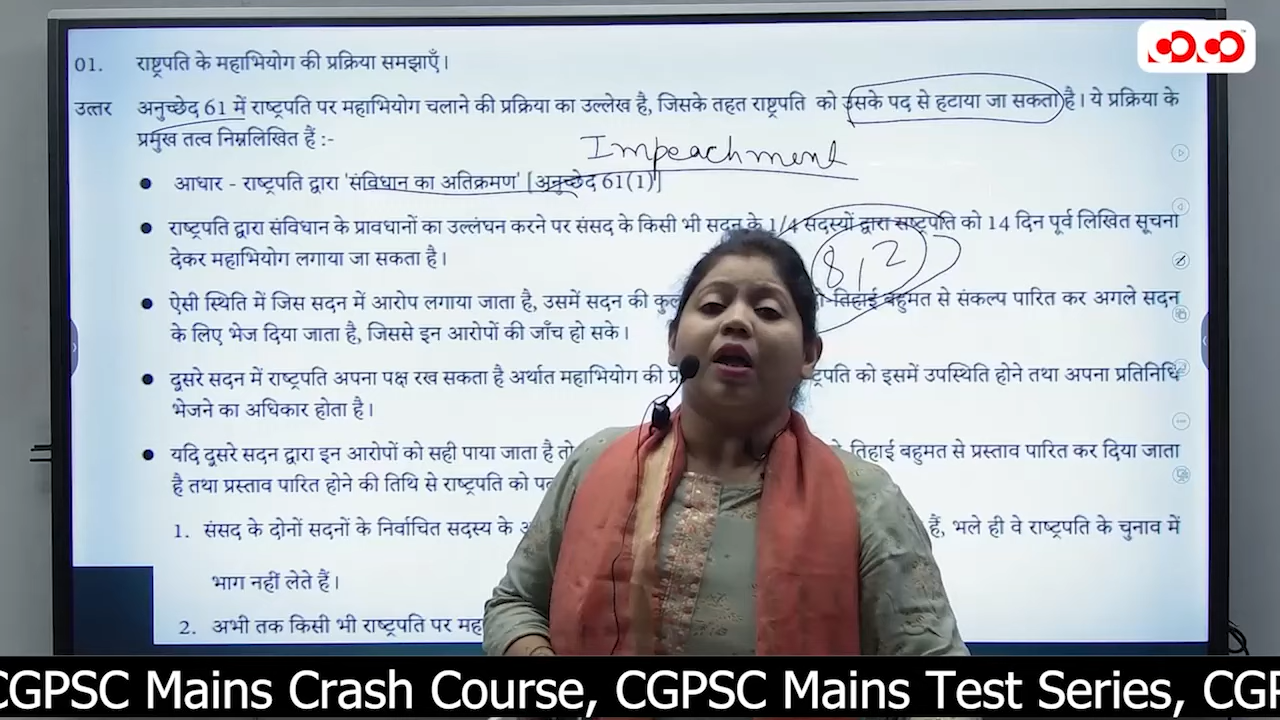 01. राष्ट्रपति के महाभियोग की प्रक्रिया समझाएँ।
उत्तर अनुच्छेद 61 में राष्ट्रपति पर महाभियोग चलाने की प्रक्रिया का उल्लेख है, जिसके तहत राष्ट्रपति को उसके पद से हटाया जा सकता है। ये प्रक्रिया के
प्रमुख तत्व निम्नलिखित हैं :-
Impeachment
● आधार - राष्ट्रपति द्वारा 'संविधान का अतिक्रमण' [अनुच्छेद 61(1)]
● राष्ट्रपति द्वारा संविधान के प्रावधानों का उल्लंघन करने पर संसद के किसी भी सदन के 1/4 सदस्यों द्वारा राष्ट्रपति को 14 दिन पूर्व लिखित सूचना
देकर महाभियोग लगाया जा सकता है।
● ऐसी स्थिति में जिस सदन में आरोप लगाया जाता है, उसमें सदन की तिहाई बहुमत से संकल्प पारित कर अगले सदन
के लिए भेज दिया जाता है, जिससे इन आरोपों की जाँच हो सके।
● दुसरे सदन में राष्ट्रपति अपना पक्ष रख सकता है अर्थात महाभियोग की को इसमें उपस्थिति होने तथा अपना प्रतिनिधि
भेजने का अधिकार होता है।
● यदि दुसरे सदन द्वारा इन आरोपों को सही पाया जाता है तो तिहाई बहुमत से प्रस्ताव पारित कर दिया जाता
है तथा प्रस्ताव पारित होने की तिथि से राष्ट्रपति को
1. संसद के दोनों सदनों के निर्वाचित सदस्य के हैं, भले ही वे राष्ट्रपति के चुनाव में
भाग नहीं लेते हैं।
2. अभी तक किसी भी राष्ट्रपति पर
CGPSC Mains Crash Course, CGPSC Mains Test Series,